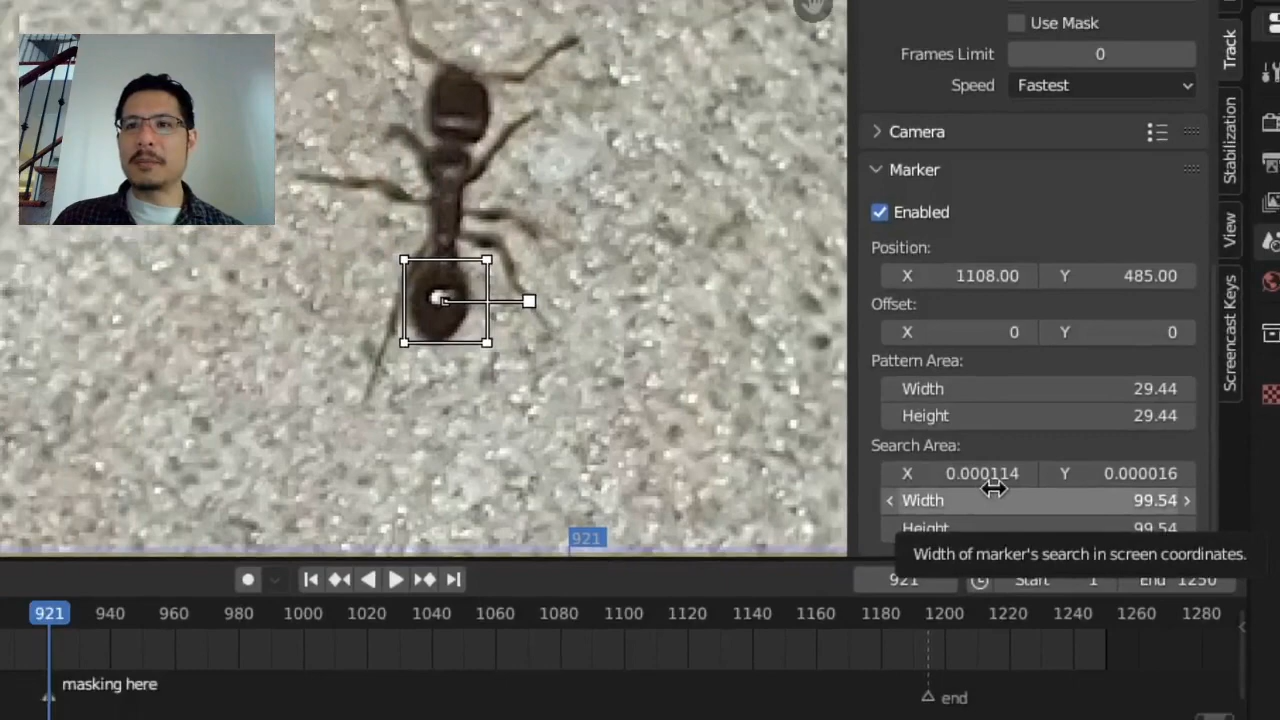 Use Mask
Frames Limit 0
Speed Fastest
Camera
Marker
Enabled
Position:
X 1108.00 Y 485.00
Offset:
X 0 Y 0
Pattern Area:
Width 29.44
Height 29.44
Search Area:
X 0.000114 Y 0.000016
Width 99.54
Height 99.54
Width of marker's search in screen coordinates.
Track
Stabilization
View
Screencast Keys
921
921 Start 1 End 1250
921 940 960 980 1000 1020 1040 1060 1080 1100 1120 1140 1160 1180 1200 1220 1240 1260 1280
masking here
end